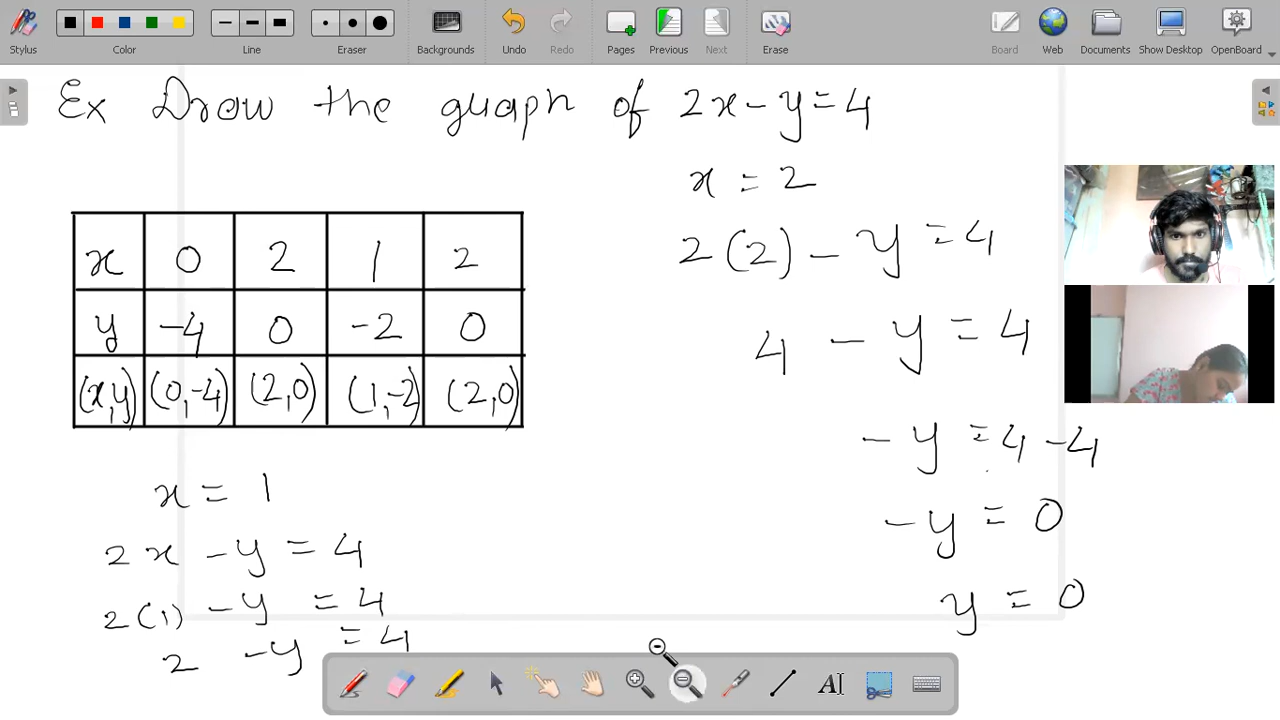 Stylus Color Line Eraser Backgrounds Undo Redo Pages Previous Next Erase Board Web Documents Show Desktop OpenBoard
Ex Draw the graph of 2x-y=4
x = 2
2(2) - y = 4
4 - y = 4
-y = 4 -4
-y = 0
y = 0
x 0 2 1 2
y -4 0 -2 0
(x,y) (0,-4) (2,0) (1,-2) (2,0)
x = 1
2x - y = 4
2(1) - y = 4
2 - y = 4